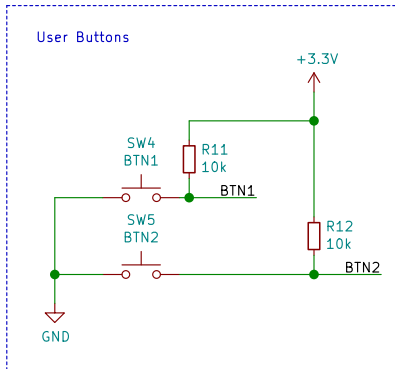 User Buttons
+3.3V
SW4
BTN1
R11
10k
BTN1
SW5
BTN2
R12
10k
BTN2
GND